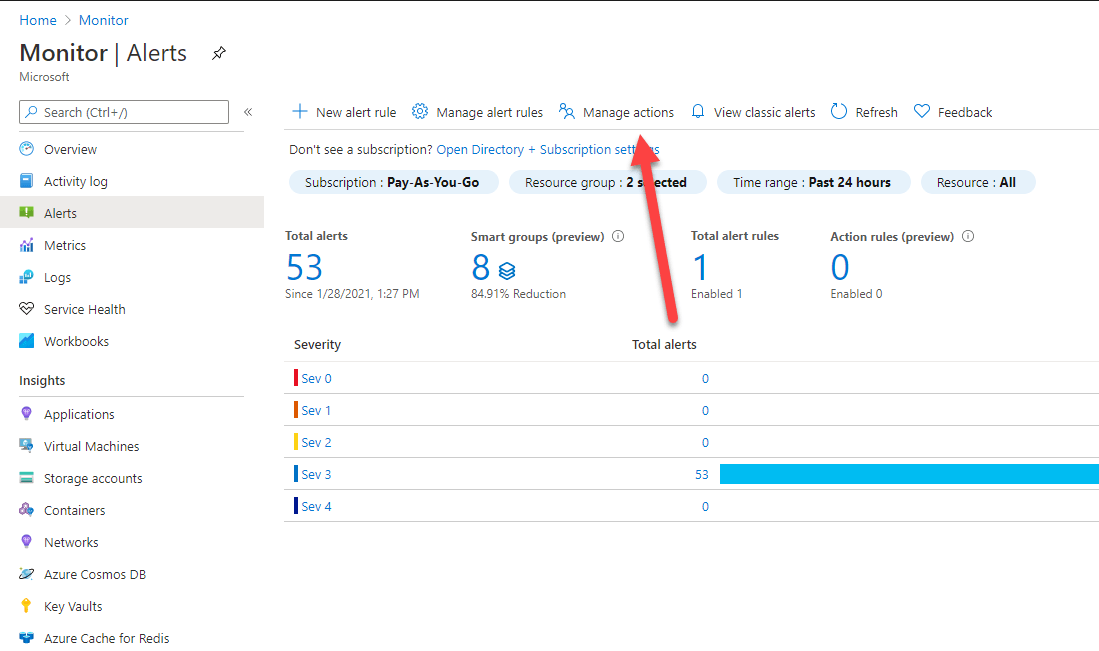 Home > Monitor
Monitor | Alerts
Microsoft
Search (Ctrl+/)
«
Overview
Activity log
Alerts
Metrics
Logs
Service Health
Workbooks
Insights
Applications
Virtual Machines
Storage accounts
Containers
Networks
Azure Cosmos DB
Key Vaults
Azure Cache for Redis
New alert rule Manage alert rules Manage actions View classic alerts Refresh Feedback
Don't see a subscription? Open Directory + Subscription settings
Subscription : Pay-As-You-Go Resource group : 2 selected Time range : Past 24 hours Resource : All
Total alerts Smart groups (preview) Total alert rules Action rules (preview)
53 8 1 0
Since 1/28/2021, 1:27 PM 84.91% Reduction Enabled 1 Enabled 0
Severity Total alerts
Sev 0 0
Sev 1 0
Sev 2 0
Sev 3 53
Sev 4 0